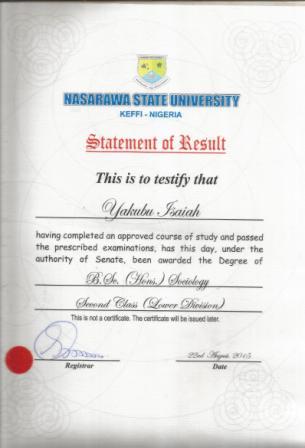 NASARAWA STATE UNIVERSITY
KEFFI - NIGERIA
Statement of Result
This is to testify that
Yakubu Isaiah
having completed an approved course of study and passed
the prescribed examinations, has this day, under the
authority of Senate, been awarded the Degree of
B.Sc. (Hons.) Sociology
Second Class (Lower Division)
This is not a certificate. The certificate will be issued later.
22nd August, 2015
Registrar
Date